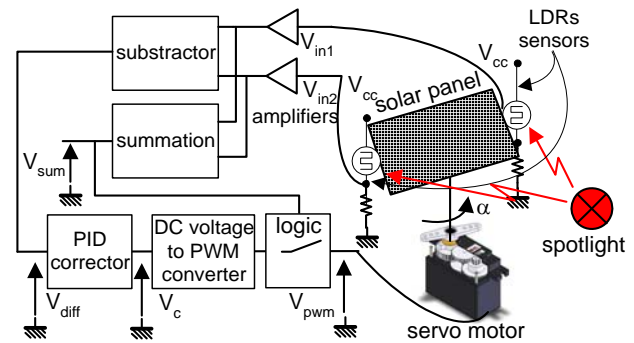 substractor
V_in1
LDRs
sensors
V_cc
V_in2
V_cc
amplifiers
solar panel
summation
V_sum
α
PID
corrector
DC voltage
to PWM
converter
logic
spotlight
V_diff
V_c
V_pwm
servo motor